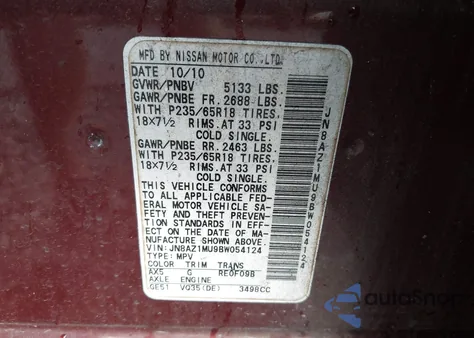 MFD BY NISSAN MOTOR CO.,LTD.
DATE 10/10
GVWR/PNBV 5133 LBS.
GAWR/PNBE FR. 2688 LBS.
WITH P235/65R18 TIRES.
18X7½ RIMS. AT 33 PSI
COLD SINGLE.
GAWR/PNBE RR. 2463 LBS.
WITH P235/65R18 TIRES.
18X7½ RIMS. AT 33 PSI
COLD SINGLE.
THIS VEHICLE CONFORMS
TO ALL APPLICABLE FED-
ERAL MOTOR VEHICLE SA-
FETY AND THEFT PREVEN-
TION STANDARDS IN EFFECT
ON THE DATE OF MA-
NUFACTURE SHOWN ABOVE.
VIN: JN8AZ1MU9BW054124
TYPE: MPV
COLOR TRIM TRANS
AX5 G RE0F09B
AXLE ENGINE
GE51 VQ35(DE) 3498CC
JN8AZ1MU9BW054124